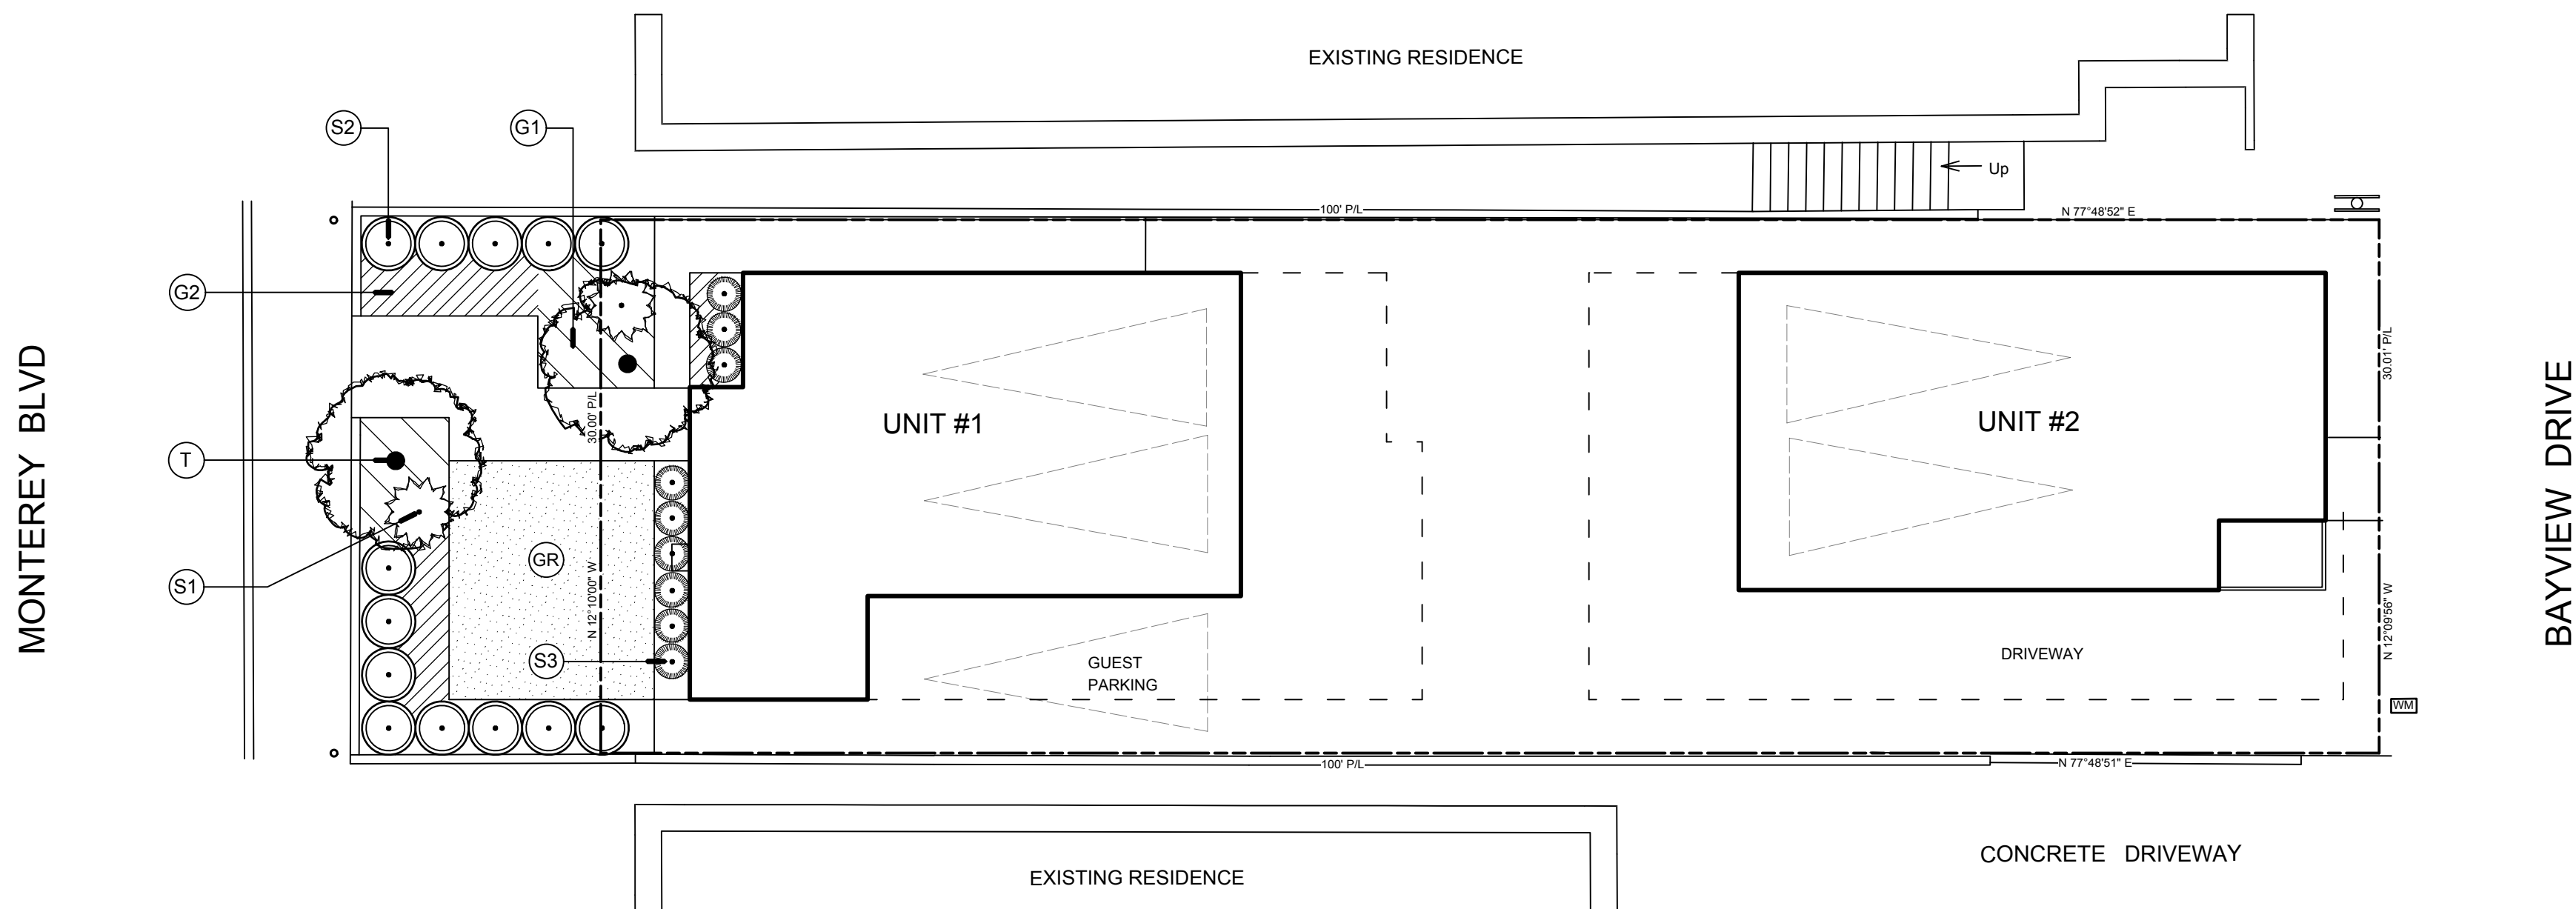 EXISTING RESIDENCE
S2
G1
Up
100' P/L
N 77°48'52" E
G2
30.00' P/L
30.01' P/L
MONTEREY BLVD
BAYVIEW DRIVE
UNIT #1
UNIT #2
T
GR
S1
N 12°10'00" W
N 12°09'56" W
S3
GUEST
PARKING
DRIVEWAY
WM
100' P/L
N 77°48'51" E
EXISTING RESIDENCE
CONCRETE DRIVEWAY